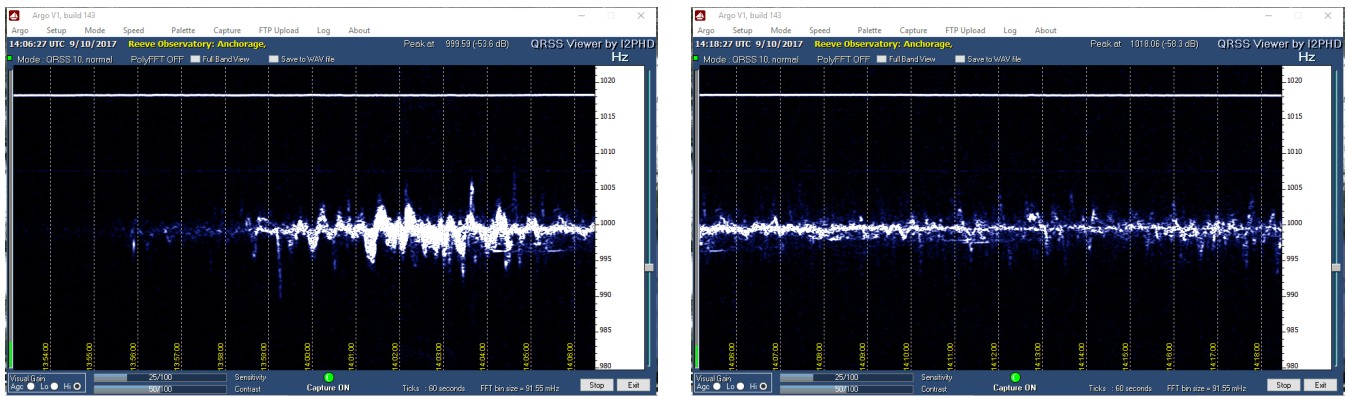 Argo V1, build 143
Argo Setup Mode Speed Palette Capture FTP Upload Log About
14:06:27 UTC 9/10/2017 Reeve Observatory: Anchorage, Peak at 999.59 (-53.6 dB) QRSS Viewer by I2PHD
Mode : QRSS 10, normal PolyFFT OFF Full Band View Save to WAV file Hz
1020
1015
1010
1005
1000
995
990
985
980
13:54:00 13:55:00 13:56:00 13:57:00 13:58:00 13:59:00 14:00:00 14:01:00 14:02:00 14:03:00 14:04:00 14:05:00 14:06:00
Visual Gain 25/100 Sensitivity
Agc Lo Hi 50/100 Contrast Capture ON Ticks : 60 seconds FFT bin size = 91.55 mHz Stop Exit
Argo V1, build 143
Argo Setup Mode Speed Palette Capture FTP Upload Log About
14:18:27 UTC 9/10/2017 Reeve Observatory: Anchorage, Peak at 1018.06 (-58.3 dB) QRSS Viewer by I2PHD
Mode : QRSS 10, normal PolyFFT OFF Full Band View Save to WAV file Hz
1020
1015
1010
1005
1000
995
990
985
980
14:06:00 14:07:00 14:08:00 14:09:00 14:10:00 14:11:00 14:12:00 14:13:00 14:14:00 14:15:00 14:16:00 14:17:00 14:18:00
Visual Gain 25/100 Sensitivity
Agc Lo Hi 50/100 Contrast Capture ON Ticks : 60 seconds FFT bin size = 91.55 mHz Stop Exit